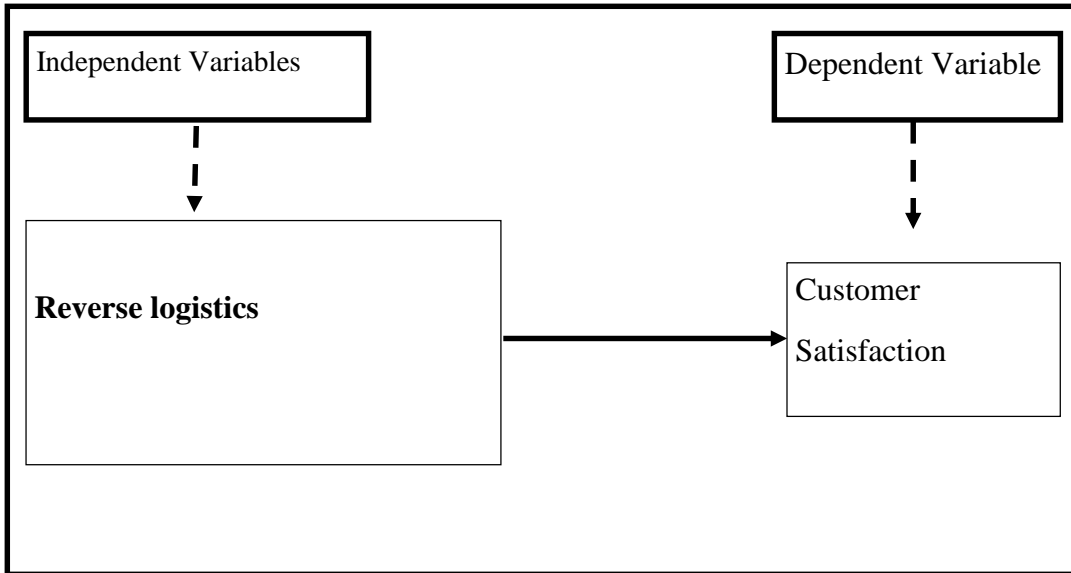 Independent Variables
Dependent Variable
Reverse logistics
Customer
Satisfaction